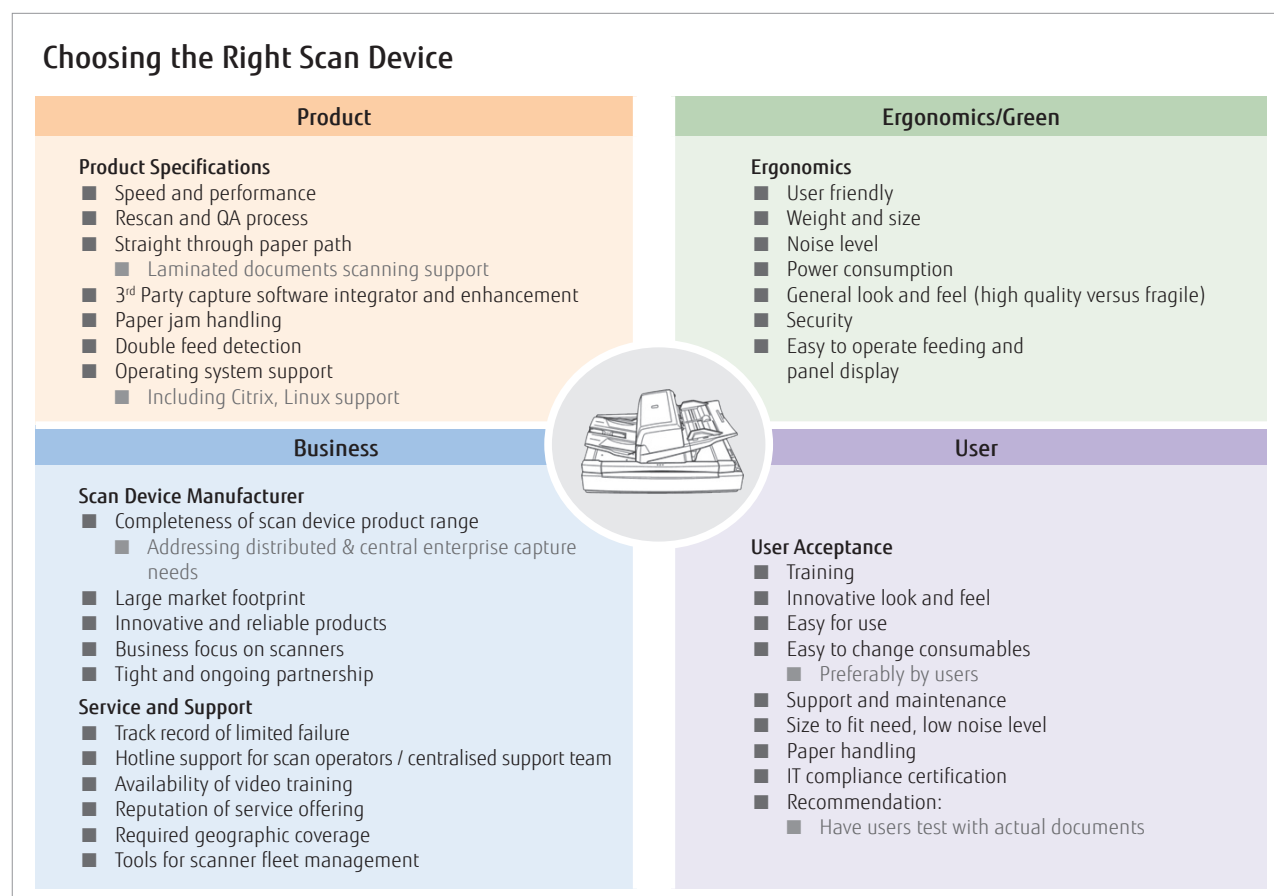 Choosing the Right Scan Device
Product
Product Specifications
■ Speed and performance
■ Rescan and QA process
■ Straight through paper path
■ Laminated documents scanning support
■ 3rd Party capture software integrator and enhancement
■ Paper jam handling
■ Double feed detection
■ Operating system support
■ Including Citrix, Linux support
Ergonomics/Green
Ergonomics
■ User friendly
■ Weight and size
■ Noise level
■ Power consumption
■ General look and feel (high quality versus fragile)
■ Security
■ Easy to operate feeding and
panel display
Business
Scan Device Manufacturer
■ Completeness of scan device product range
■ Addressing distributed & central enterprise capture
needs
■ Large market footprint
■ Innovative and reliable products
■ Business focus on scanners
■ Tight and ongoing partnership
Service and Support
■ Track record of limited failure
■ Hotline support for scan operators / centralised support team
■ Availability of video training
■ Reputation of service offering
■ Required geographic coverage
■ Tools for scanner fleet management
User
User Acceptance
■ Training
■ Innovative look and feel
■ Easy for use
■ Easy to change consumables
■ Preferably by users
■ Support and maintenance
■ Size to fit need, low noise level
■ Paper handling
■ IT compliance certification
■ Recommendation:
■ Have users test with actual documents